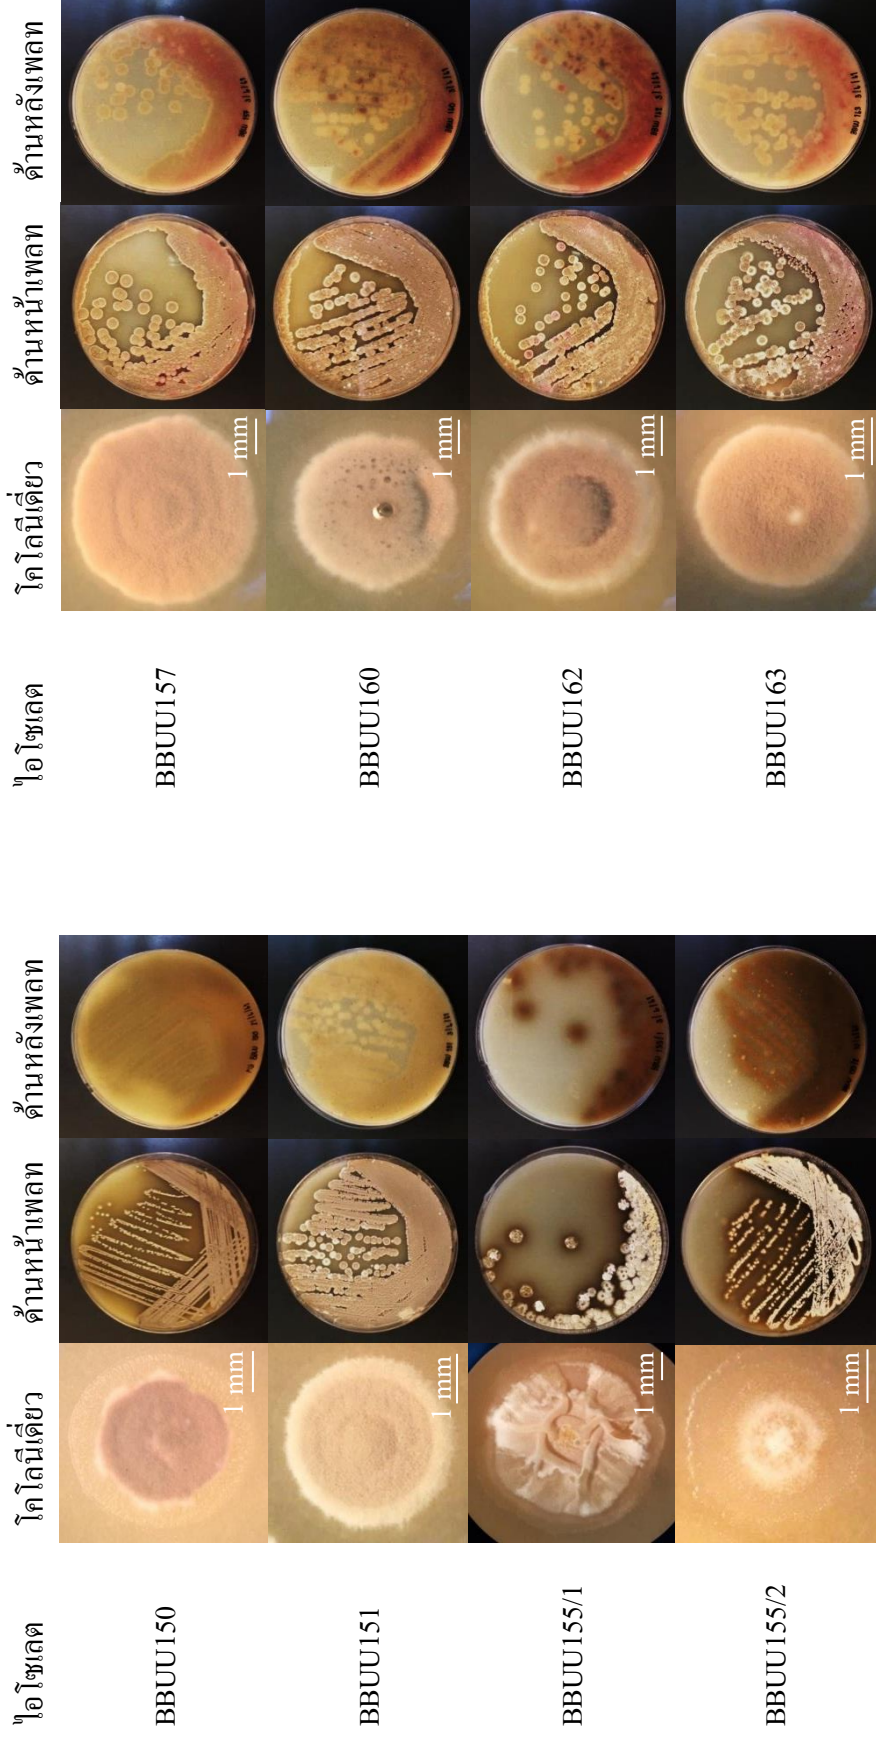 ไอโซเลต โคโลนีเดี่ยว ด้านหน้าเพลท ด้านหลังเพลท
BBUU150 1 mm
BBUU151 1 mm
BBUU155/1 1 mm
BBUU155/2 1 mm
ไอโซเลต โคโลนีเดี่ยว ด้านหน้าเพลท ด้านหลังเพลท
BBUU157 1 mm
BBUU160 1 mm
BBUU162 1 mm
BBUU163 1 mm